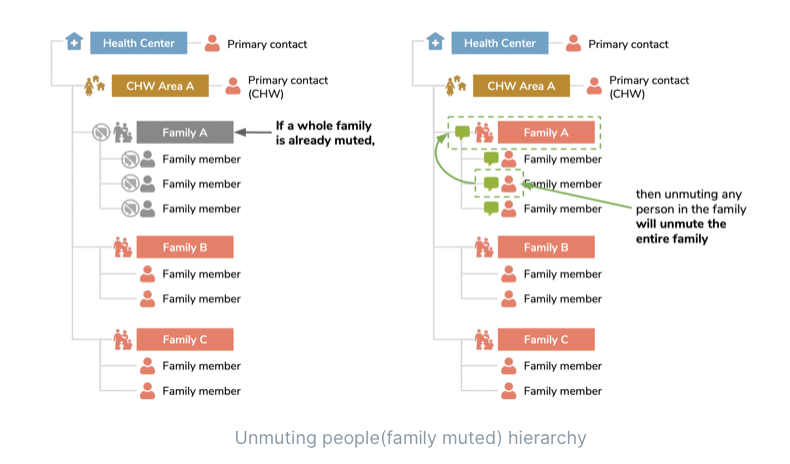 Health Center
Primary contact
CHW Area A
Primary contact
(CHW)
Family A
If a whole family
is already muted,
Family member
Family member
Family member
Family B
Family member
Family member
Family C
Family member
Family member
Health Center
Primary contact
CHW Area A
Primary contact
(CHW)
Family A
Family member
Family member
Family member
then unmuting any
person in the family
will unmute the
entire family
Family B
Family member
Family member
Family C
Family member
Family member
Unmuting people(family muted) hierarchy